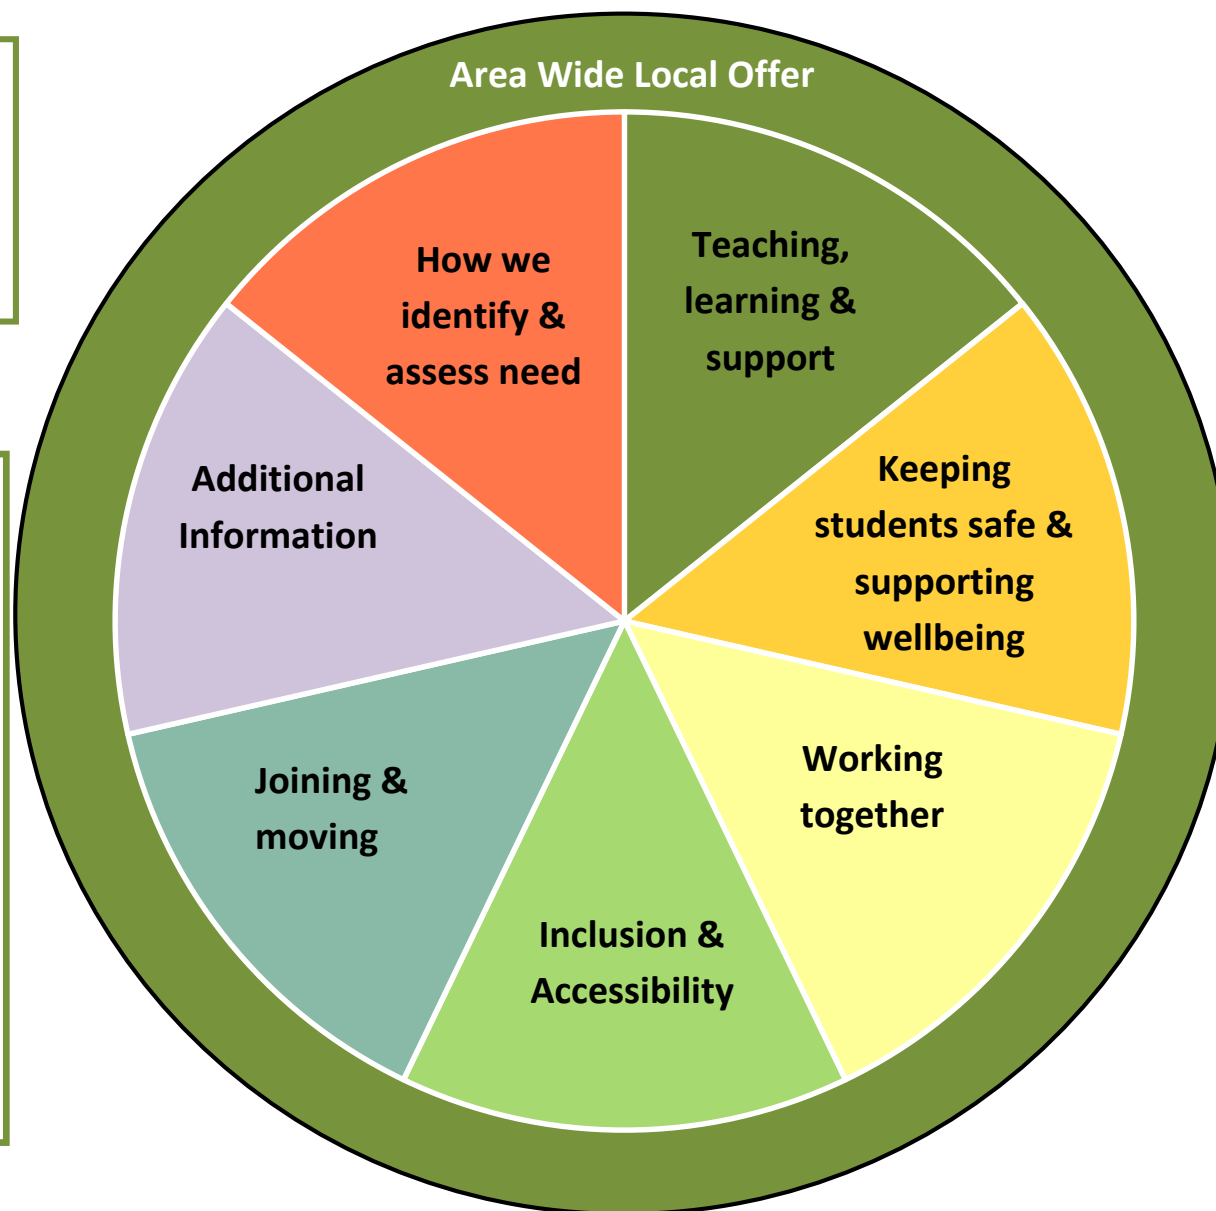 Area Wide Local Offer
How we
identify &
assess need
Teaching,
learning &
support
Keeping
students safe &
supporting
wellbeing
Working
together
Inclusion &
Accessibility
Joining &
moving
Additional
Information